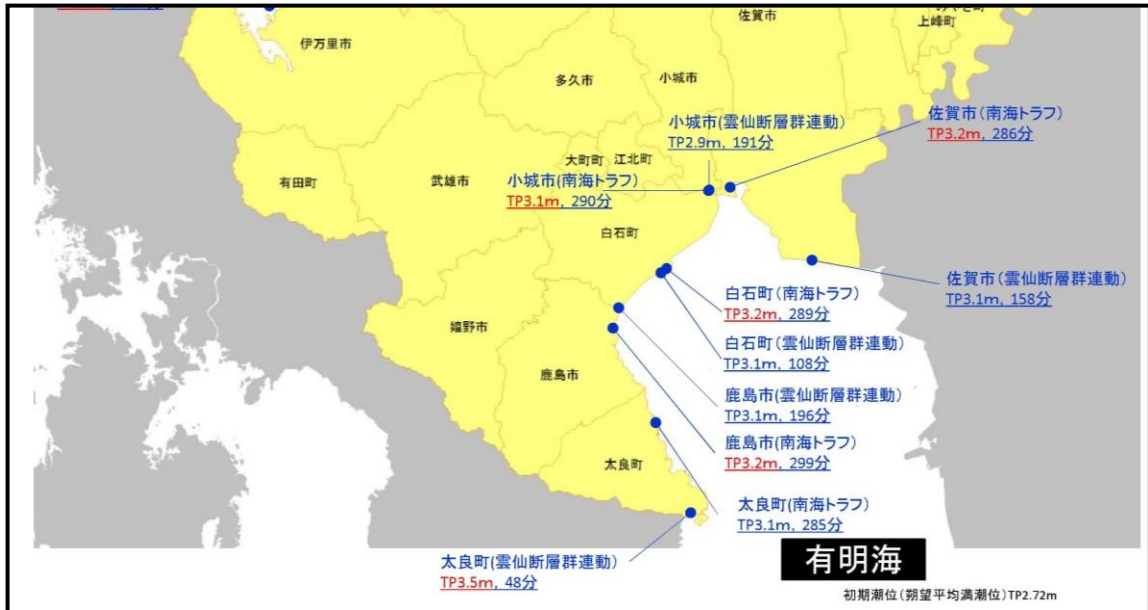 佐賀市
上峰町
伊万里市
多久市
小城市
佐賀市(南海トラフ)
TP3.2m, 286分
小城市(雲仙断層群連動)
TP2.9m, 191分
大町町
江北町
有田町
武雄市
小城市(南海トラフ)
TP3.1m, 290分
白石町
佐賀市(雲仙断層群連動)
TP3.1m, 158分
白石町(南海トラフ)
TP3.2m, 289分
嬉野市
白石町(雲仙断層群連動)
TP3.1m, 108分
鹿島市
鹿島市(雲仙断層群連動)
TP3.1m, 196分
鹿島市(南海トラフ)
TP3.2m, 299分
太良町
太良町(南海トラフ)
TP3.1m, 285分
太良町(雲仙断層群連動)
TP3.5m, 48分
有明海
初期潮位(朔望平均満潮位)TP2.72m